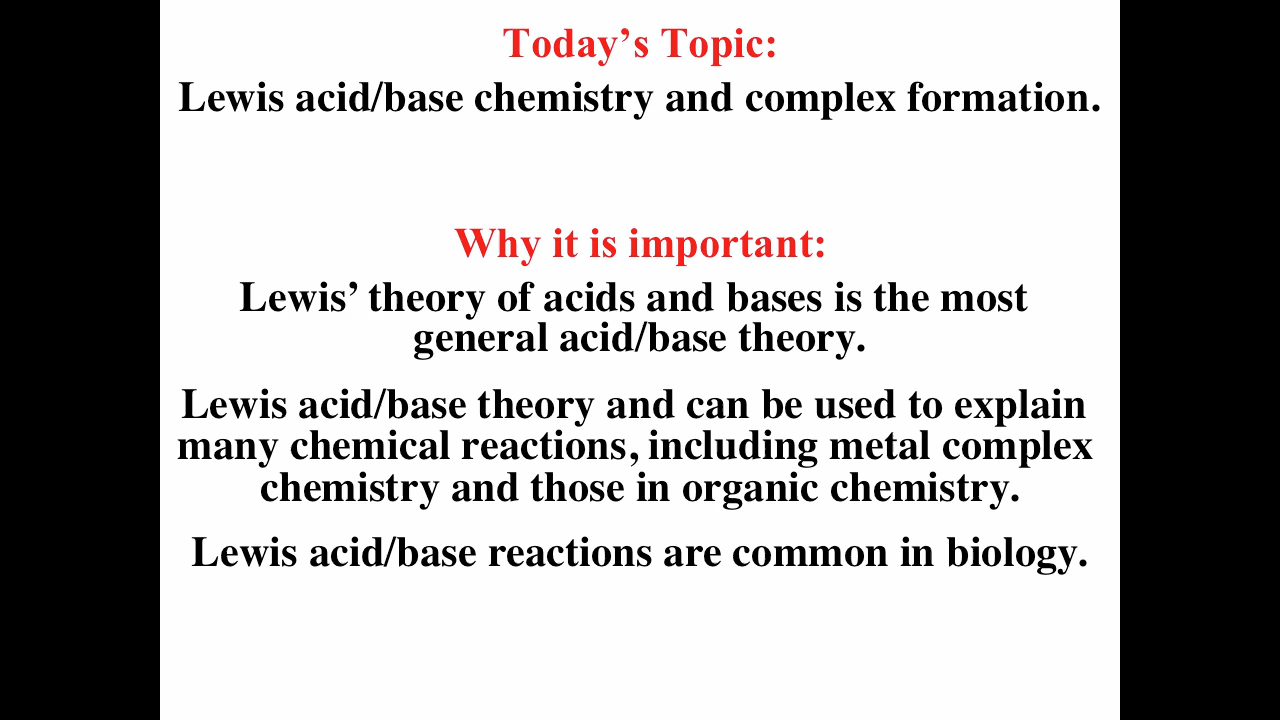 Today’s Topic:
Lewis acid/base chemistry and complex formation.
Why it is important:
Lewis’ theory of acids and bases is the most
general acid/base theory.
Lewis acid/base theory and can be used to explain
many chemical reactions, including metal complex
chemistry and those in organic chemistry.
Lewis acid/base reactions are common in biology.